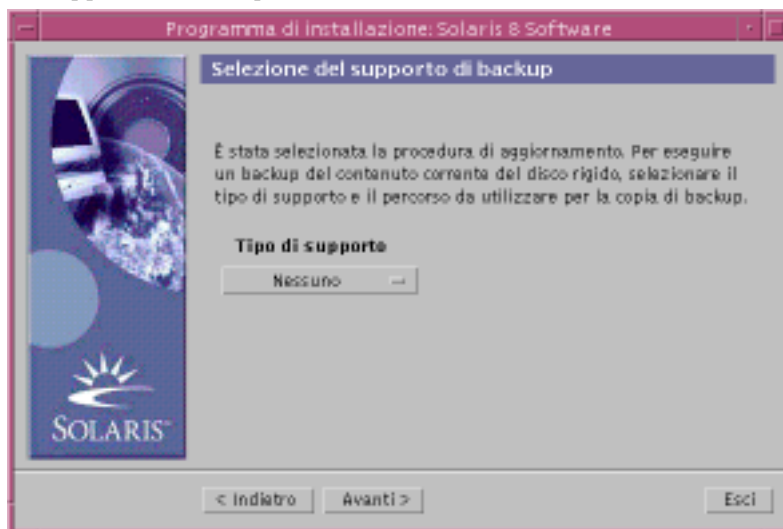 Programma di installazione: Solaris 8 Software
Selezione del supporto di backup
È stata selezionata la procedura di aggiornamento. Per eseguire
un backup del contenuto corrente del disco rigido, selezionare il
tipo di supporto e il percorso da utilizzare per la copia di backup.
Tipo di supporto
Nessuno
SOLARIS™
< Indietro
Avanti >
Esci